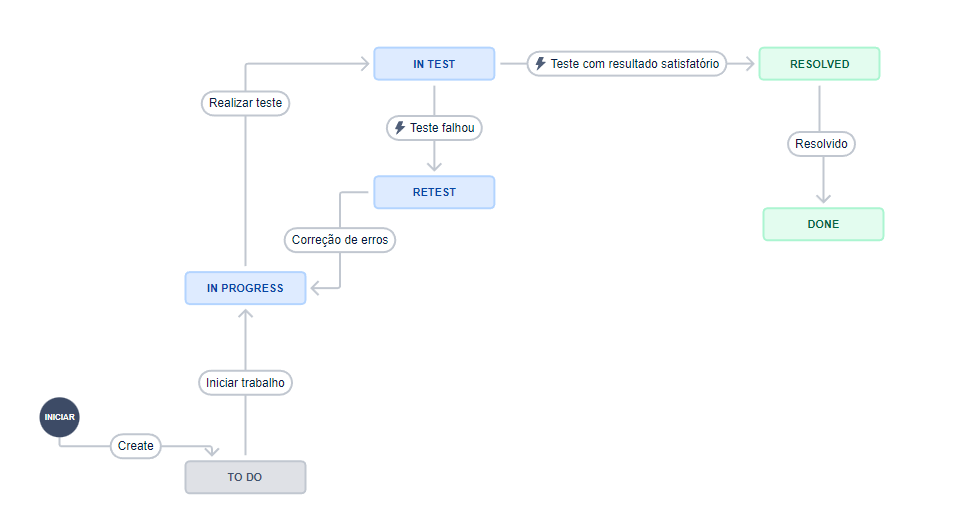 IN TEST
Teste com resultado satisfatório
RESOLVED
Realizar teste
Teste falhou
Resolvido
RETEST
DONE
Correção de erros
IN PROGRESS
Iniciar trabalho
INICIAR
Create
TO DO